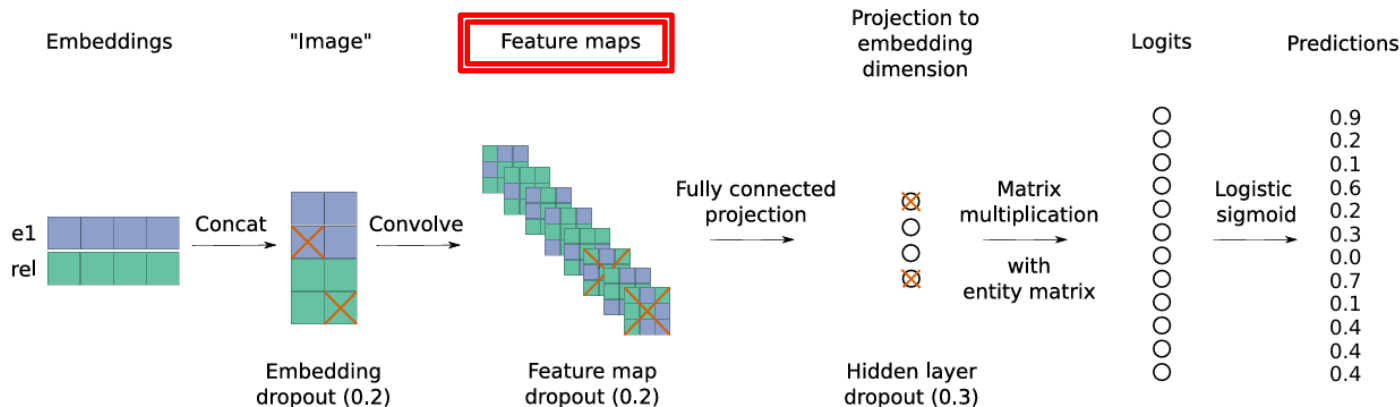 Embeddings
"Image"
Feature maps
Projection to
embedding
dimension
Logits
Predictions
e1
rel
Concat
Convolve
Fully connected
projection
Matrix
multiplication
with
entity matrix
Logistic
sigmoid
0.9
0.2
0.1
0.6
0.2
0.3
0.0
0.7
0.1
0.4
0.4
0.4
Embedding
dropout (0.2)
Feature map
dropout (0.2)
Hidden layer
dropout (0.3)